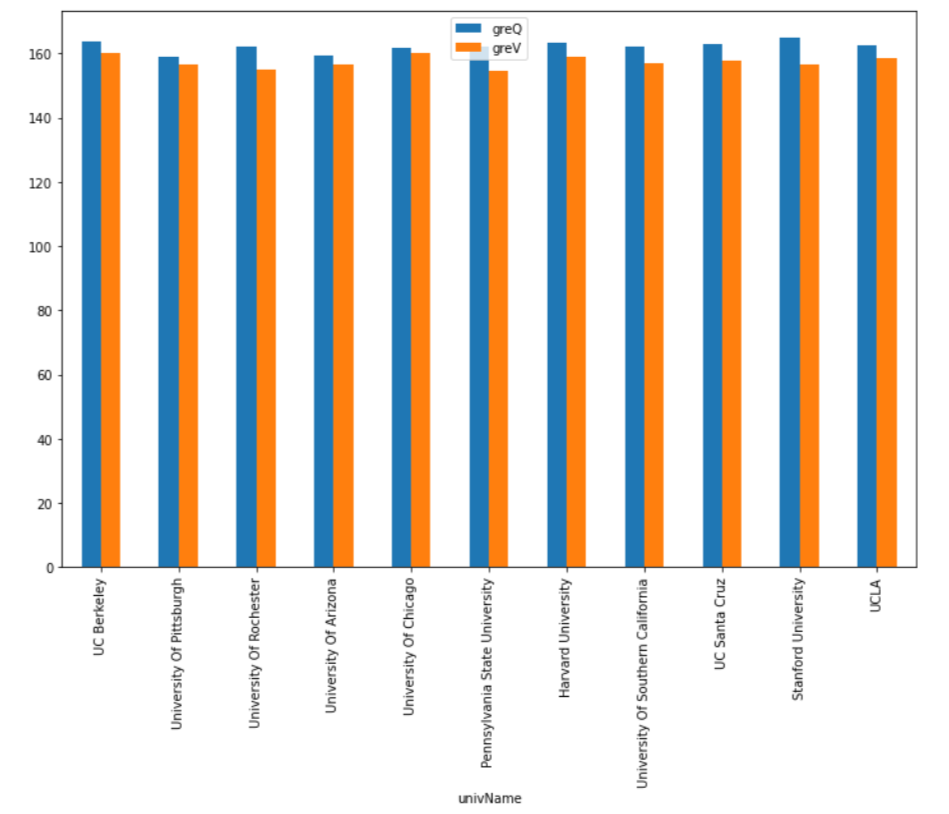 greQ
greV
160
140
120
100
80
60
40
20
0
UC Berkeley
University Of Pittsburgh
University Of Rochester
University Of Arizona
University Of Chicago
Pennsylvania State University
Harvard University
University Of Southern California
UC Santa Cruz
Stanford University
UCLA
univName